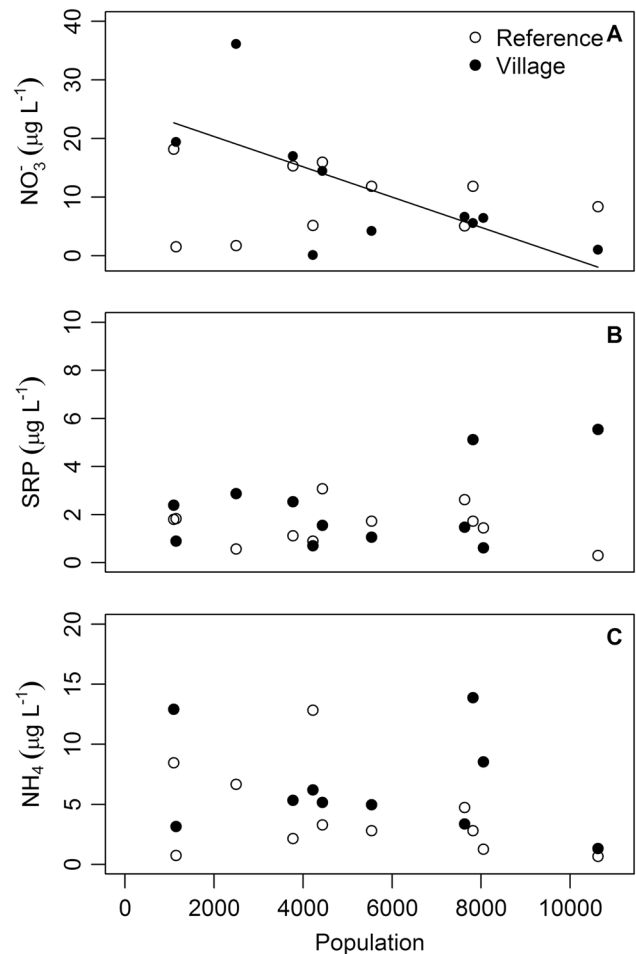 A
Reference
Village
40
30
20
10
0
NO₃⁻ (µg L⁻¹)
B
10
8
6
4
2
0
SRP (µg L⁻¹)
C
20
15
10
5
0
NH₄ (µg L⁻¹)
0 2000 4000 6000 8000 10000
Population